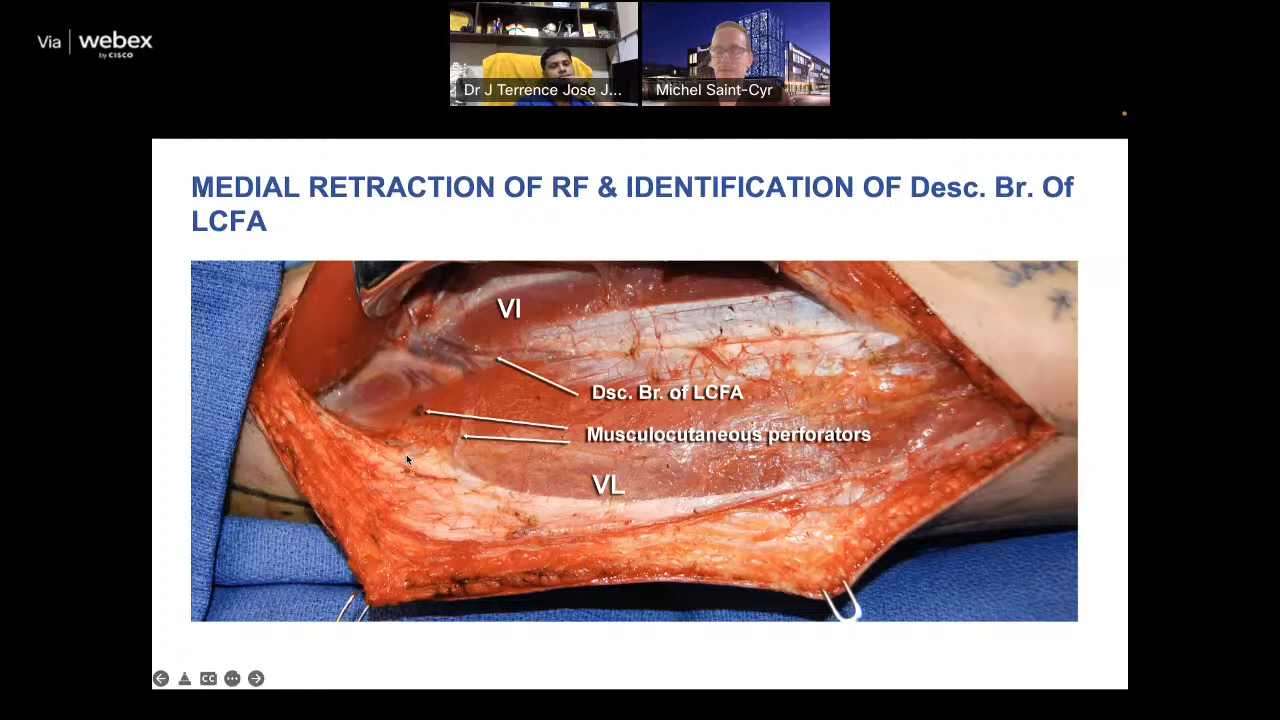 Via webex
by CISCO
Dr J Terrence Jose J...
Michel Saint-Cyr
MEDIAL RETRACTION OF RF & IDENTIFICATION OF Desc. Br. Of
LCFA
VI
Dsc. Br. of LCFA
Musculocutaneous perforators
VL
CC